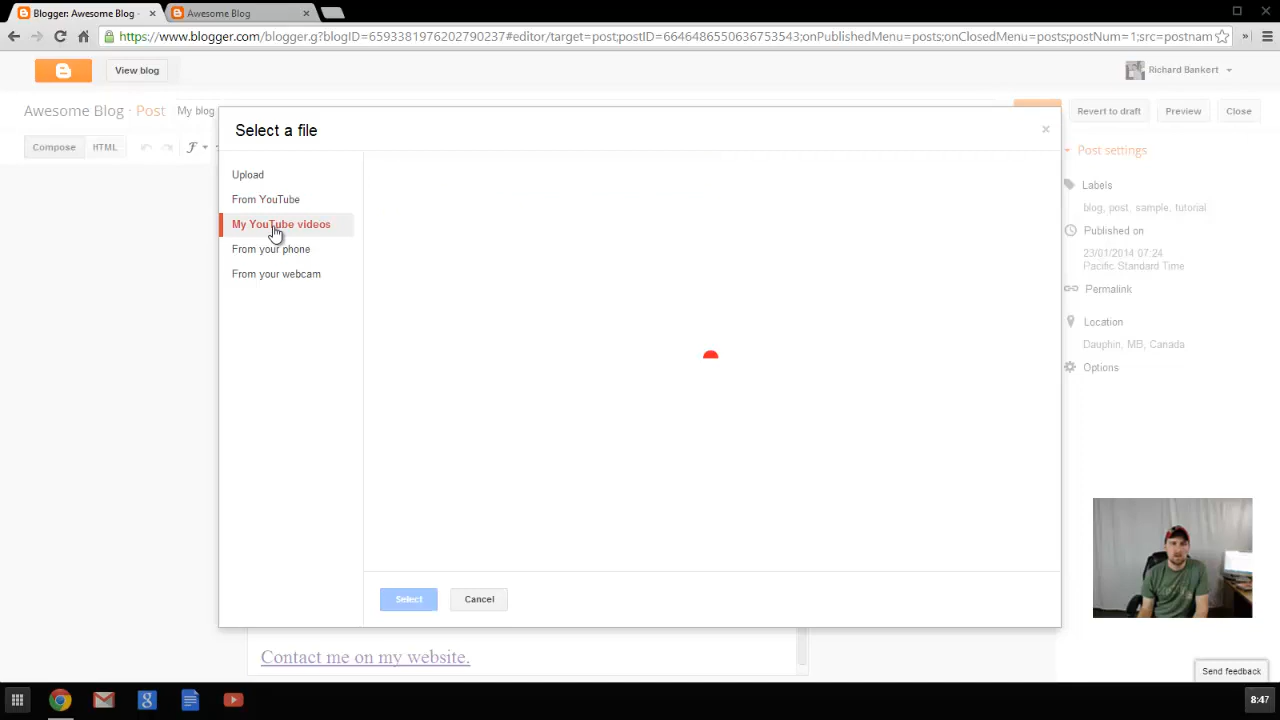 Blogger: Awesome Blog -
Awesome Blog
https://www.blogger.com/blogger.g?blogID=6593381976202790237#editor/target=post;postID=6646486550636753543;onPublishedMenu=posts;onClosedMenu=posts;postNum=1;src=postnam
View blog
Richard Bankert
Awesome Blog · Post
My blog
Revert to draft
Preview
Close
Compose
HTML
Select a file
Upload
From YouTube
My YouTube videos
From your phone
From your webcam
Select
Cancel
Post settings
Labels
blog, post, sample, tutorial
Published on
23/01/2014 07:24
Pacific Standard Time
Permalink
Location
Dauphin, MB, Canada
Options
Contact me on my website.
Send feedback
8:47